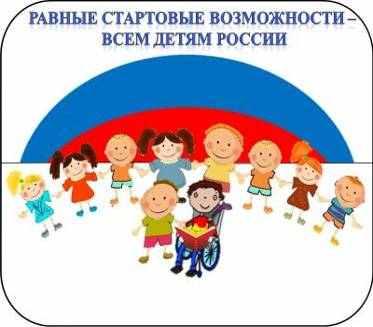 РАВНЫЕ СТАРТОВЫЕ ВОЗМОЖНОСТИ –
ВСЕМ ДЕТЯМ РОССИИ